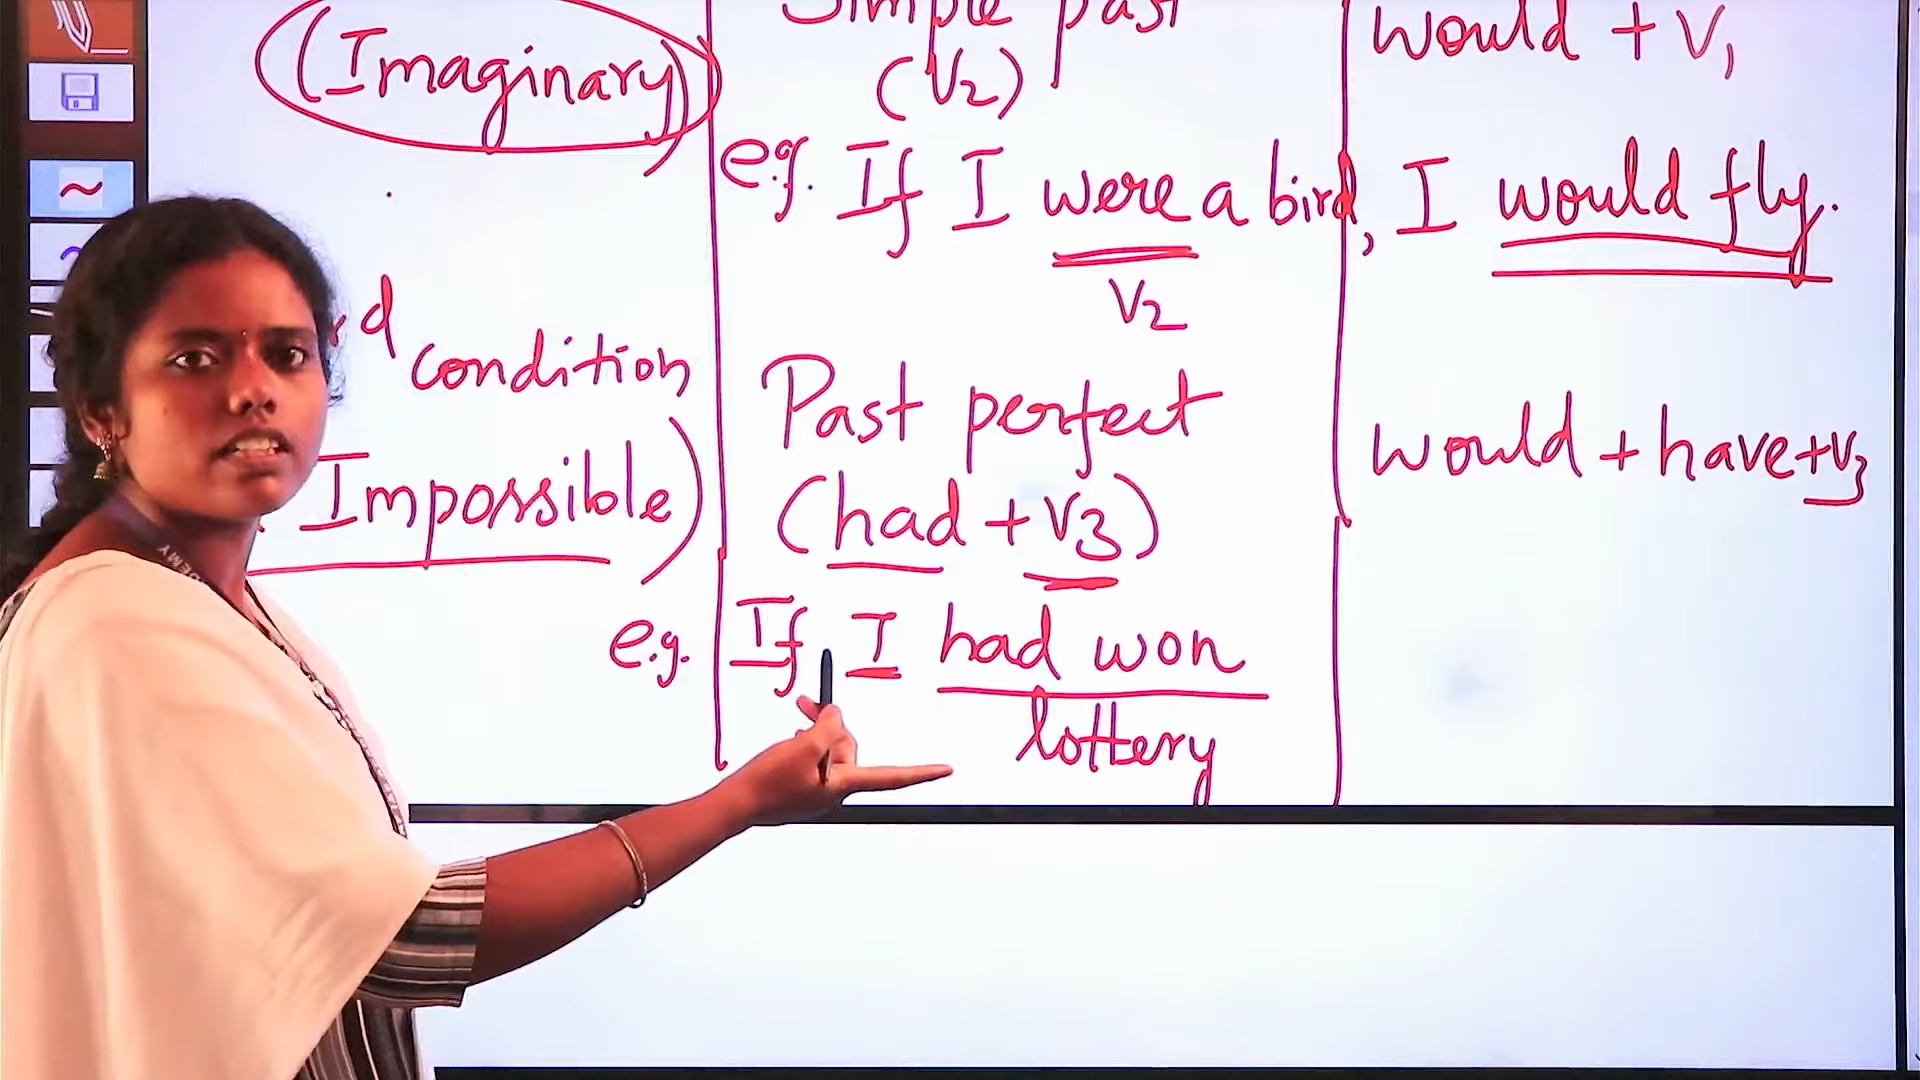 Simple past
would + V1
(Imaginary)
(V2)
e.g. If I were a bird, I would fly.
V2
d condition
Past perfect
would + have + V3
Impossible)
(had + V3)
e.g. If I had won
lottery